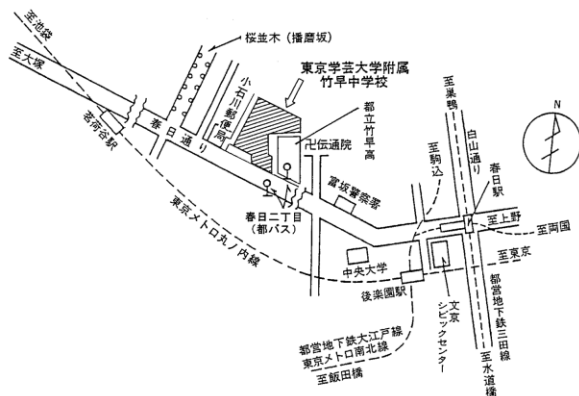 至池袋
至大塚
茗荷谷駅
桜並木（播磨坂）
春日通り
小石川郵便局
東京学芸大学附属
竹早中学校
都立竹早高
卍伝通院
春日二丁目
（都バス）
富坂警察署
東京メトロ丸ノ内線
中央大学
後楽園駅
至駒込
至巣鴨
白山通り
春日駅
N
至上野
至両国
至東京
文京
シビックセンター
都営地下鉄三田線
至水道橋
都営地下鉄大江戸線
東京メトロ南北線
至飯田橋